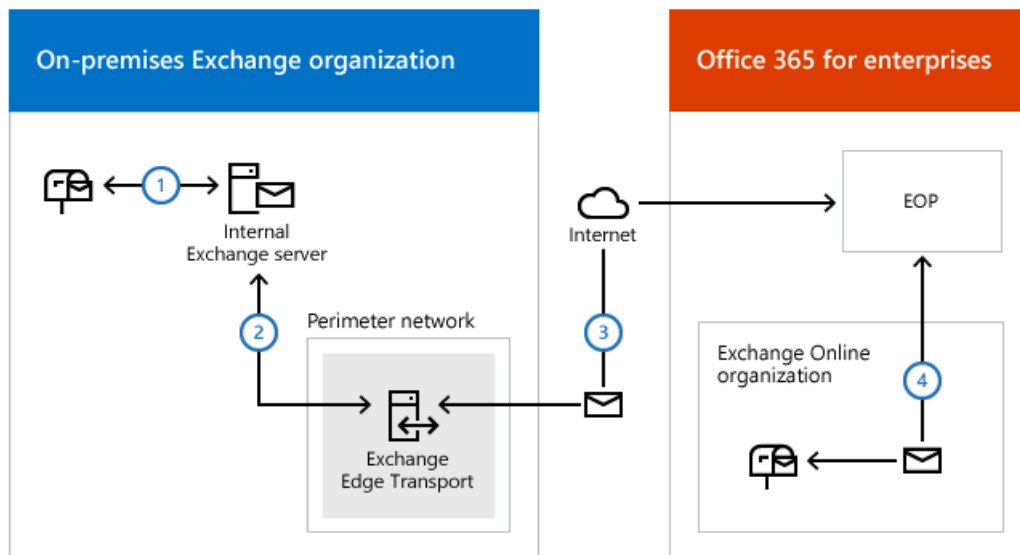 On-premises Exchange organization
Office 365 for enterprises
1
Internal
Exchange server
Internet
EOP
2
Perimeter network
3
Exchange Online
organization
4
Exchange
Edge Transport